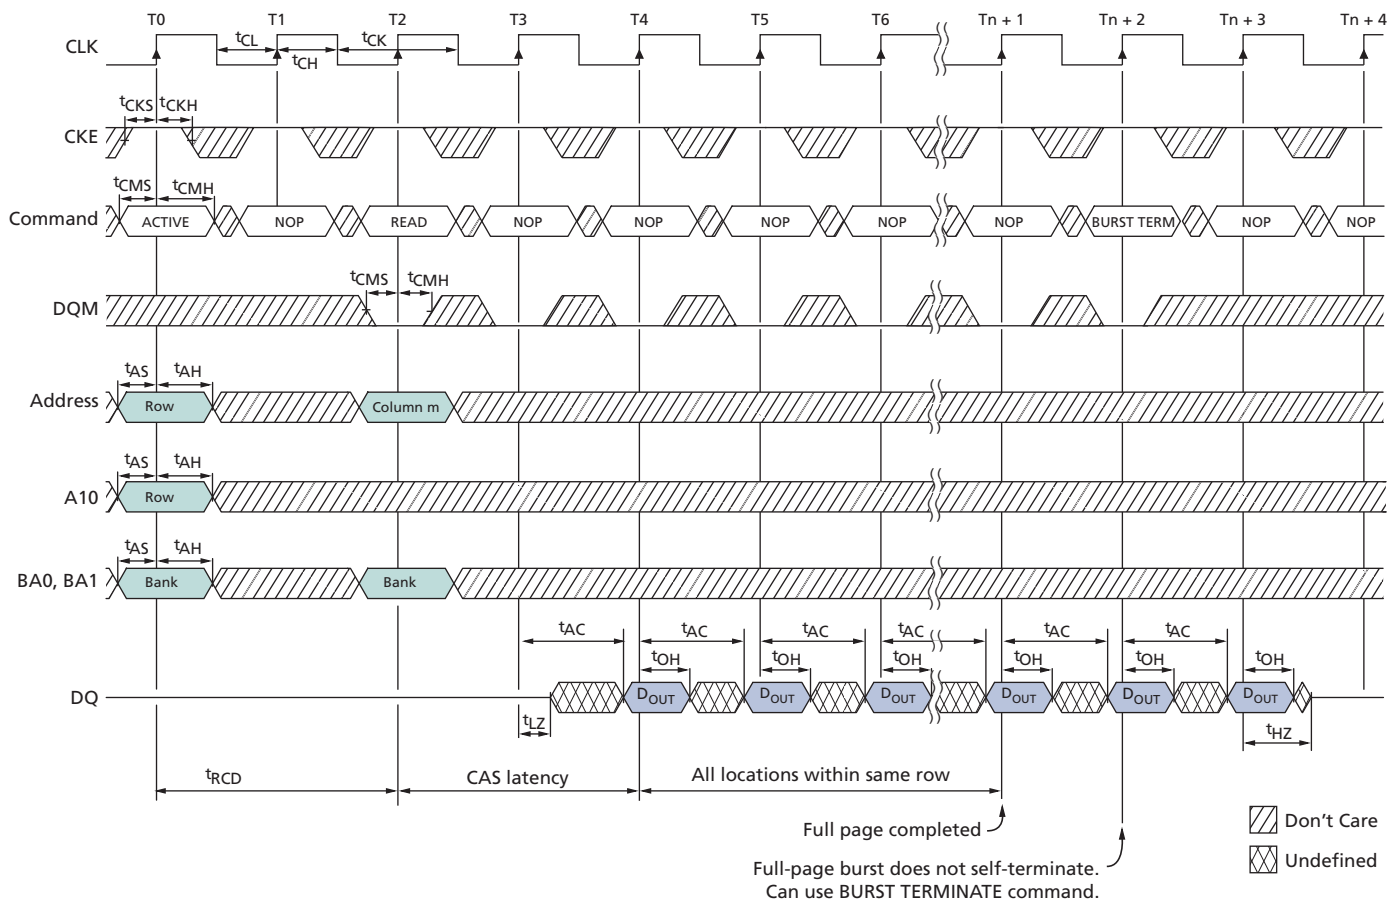 T0 T1 T2 T3 T4 T5 T6 Tn + 1 Tn + 2 Tn + 3 Tn + 4
CLK
tCL tCK
tCH
tCKS tCKH
CKE
tCMS tCMH
Command ACTIVE NOP READ NOP NOP NOP NOP NOP BURST TERM NOP NOP
tCMS tCMH
DQM
tAS tAH
Address Row Column m
tAS tAH
A10 Row
tAS tAH
BA0, BA1 Bank Bank
tAC tAC tAC tAC tAC tAC
tOH tOH tOH tOH tOH tOH
DQ DOUT DOUT DOUT DOUT DOUT DOUT
tLZ tHZ
tRCD CAS latency All locations within same row
Full page completed
Don't Care
Full-page burst does not self-terminate.
Can use BURST TERMINATE command.
Undefined